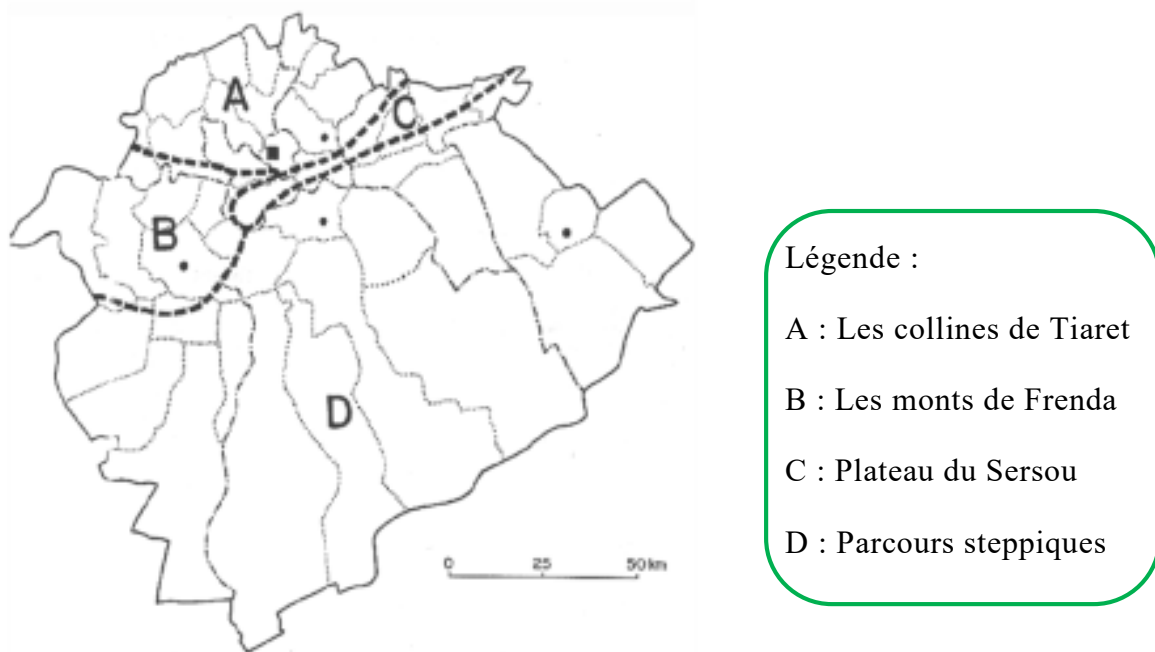 A
C
B
D
0 25 50 km
Légende :
A : Les collines de Tiaret
B : Les monts de Frenda
C : Plateau du Sersou
D : Parcours steppiques